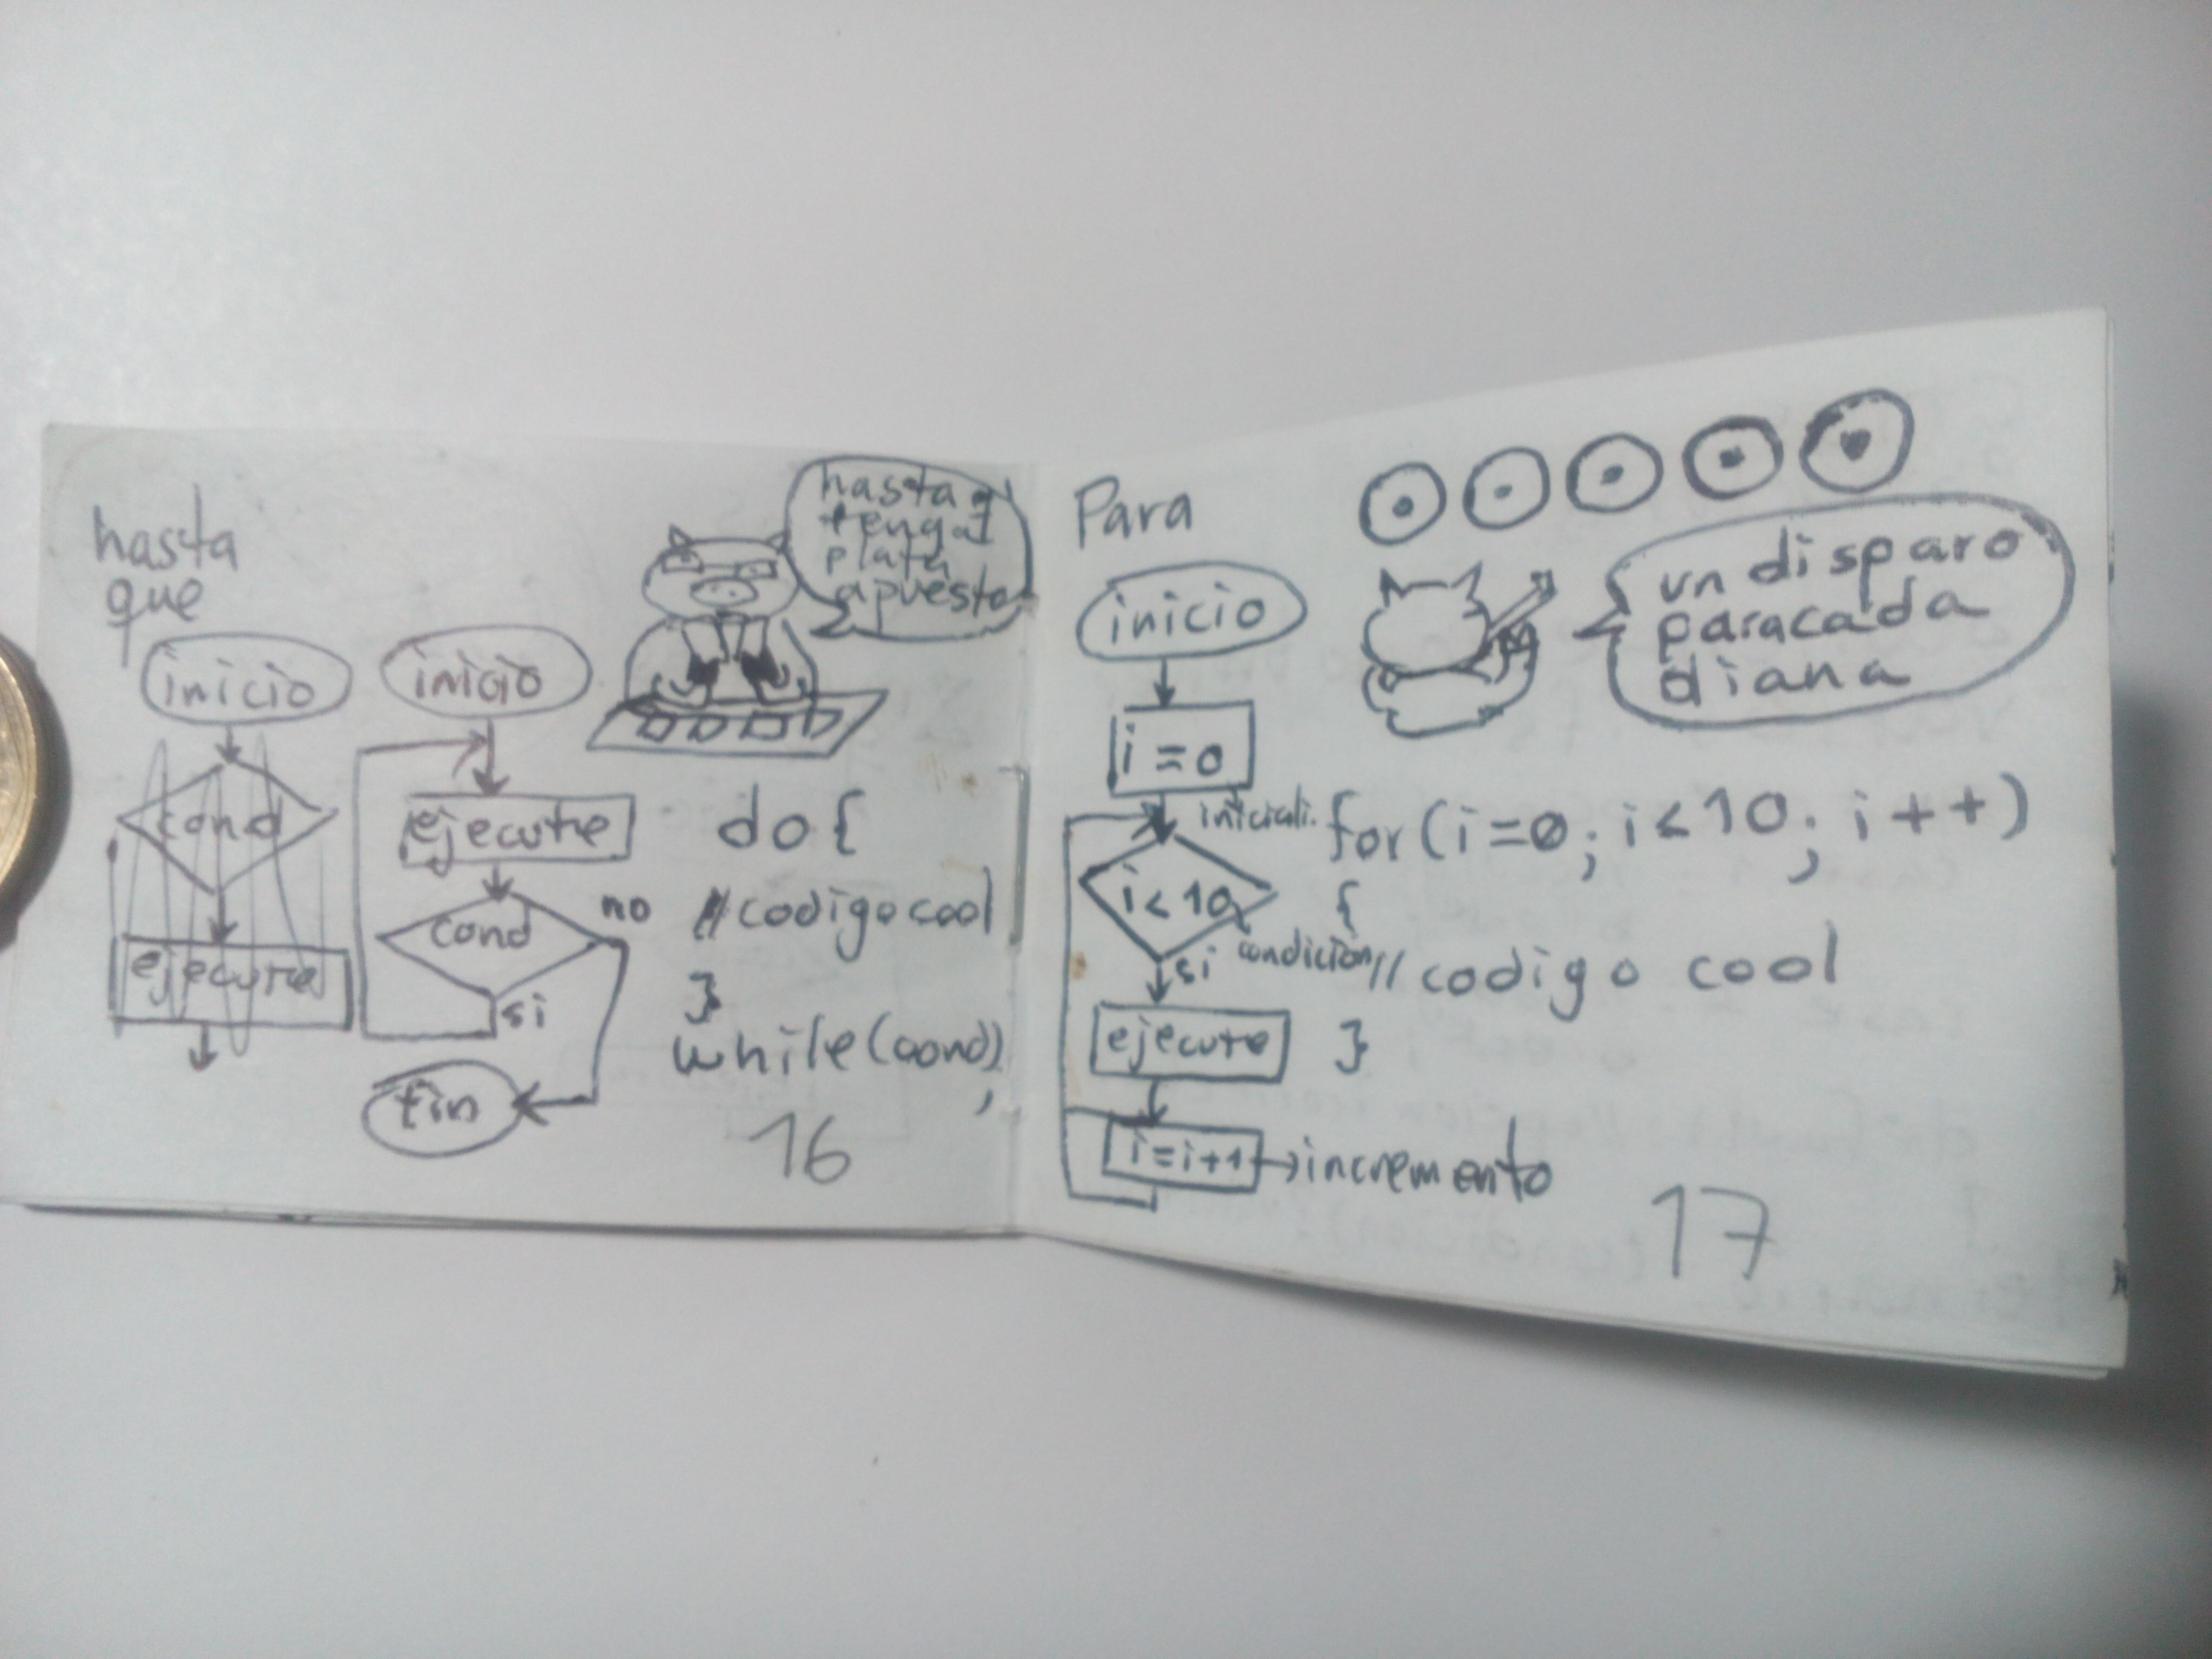 hasta
que
inicio
cond
ejecute
inicio
ejecute
cond
no
si
fin
hasta q'
tenga
plata
apuesto
do {
// codigo cool
}
while(cond)
;
16
Para
un disparo
para cada
diana
inicio
i = 0
iniciali.
i < 10
condición
si
ejecute
i = i + 1
incremento
for(i=0; i<10; i++)
{
// codigo cool
}
17